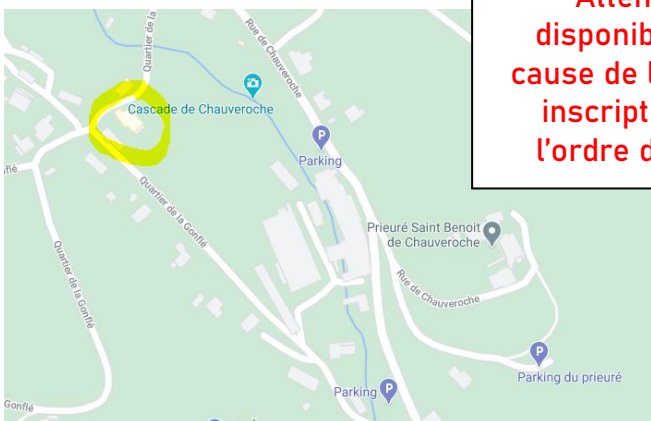 disponib
cause de l
inscript
l'ordre d
Rue de Chauveroche
Quartier de la
Cascade de Chauveroche
P
Parking
Quartier de la Gonflé
Prieuré Saint Benoit
de Chauveroche
Quartier de la Gonflé
Rue de Chauveroche
P
Parking du prieuré
Parking P
Gonflé